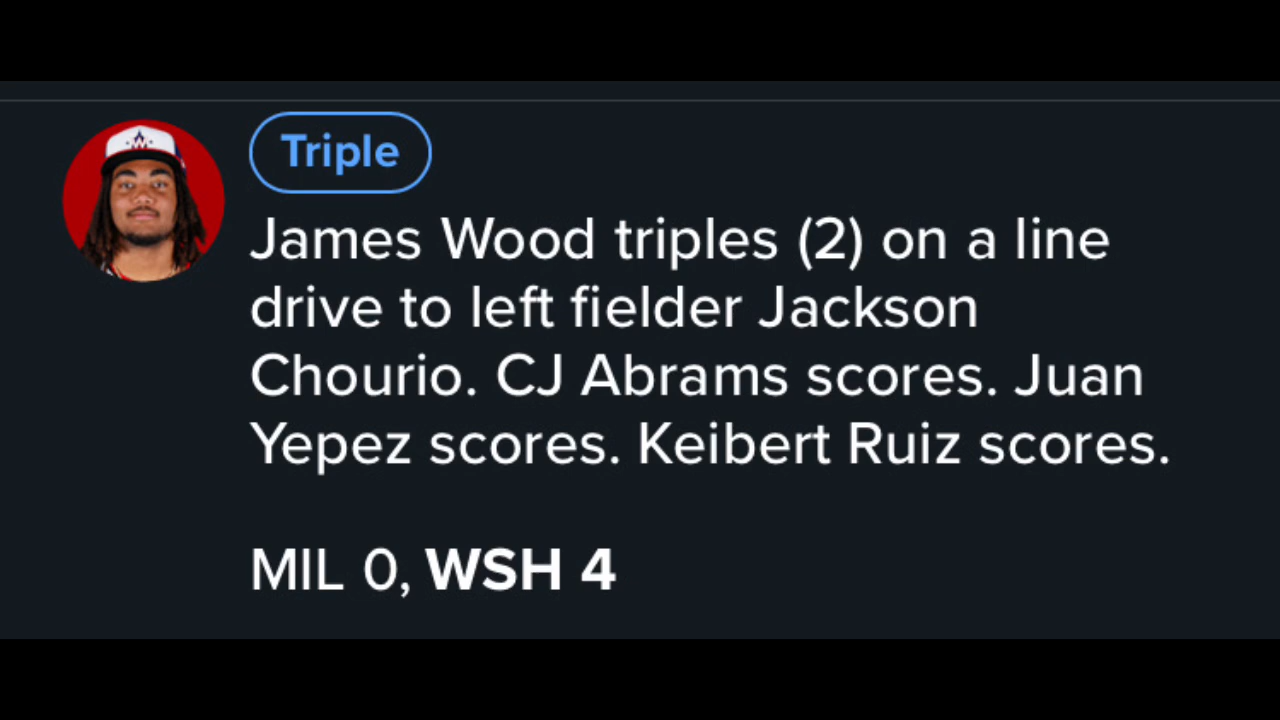 Triple
James Wood triples (2) on a line
drive to left fielder Jackson
Chourio. CJ Abrams scores. Juan
Yepez scores. Keibert Ruiz scores.
MIL 0, WSH 4